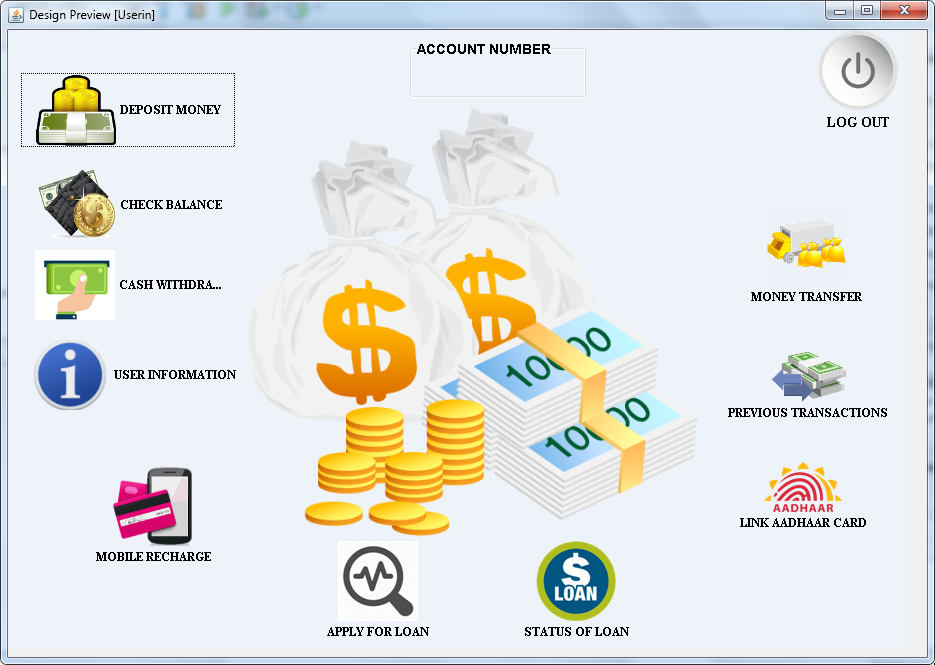 Design Preview [Userin]
ACCOUNT NUMBER
DEPOSIT MONEY
LOG OUT
CHECK BALANCE
CASH WITHDRA...
MONEY TRANSFER
USER INFORMATION
PREVIOUS TRANSACTIONS
$
$
10000
10000
AADHAAR
LINK AADHAAR CARD
MOBILE RECHARGE
$
LOAN
APPLY FOR LOAN
STATUS OF LOAN